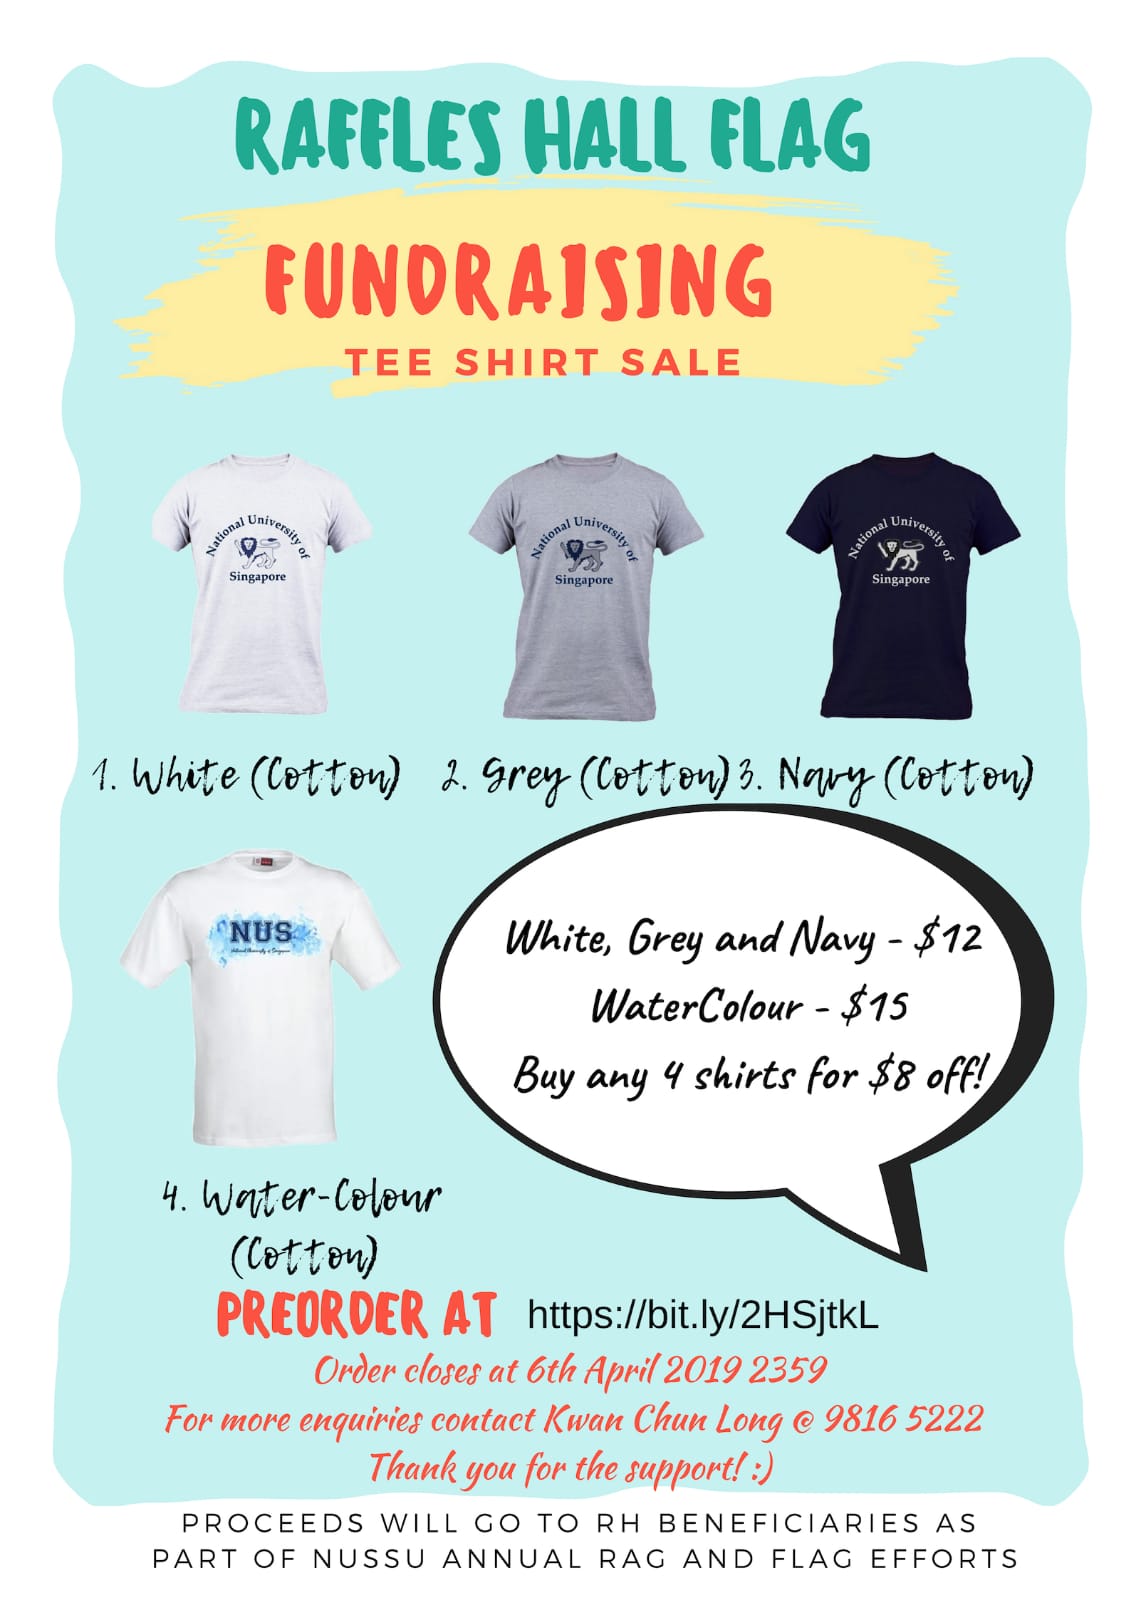 RAFFLES HALL FLAG
FUNDRAISING
TEE SHIRT SALE
National University of
Singapore
National University of
Singapore
National University of
Singapore
1. White (Cotton)
2. Grey (Cotton)
3. Navy (Cotton)
NUS
National University of Singapore
White, Grey and Navy - $12
WaterColour - $15
Buy any 4 shirts for $8 off!
4. Water-Colour
(Cotton)
PREORDER AT https://bit.ly/2HSjtkL
Order closes at 6th April 2019 2359
For more enquiries contact Kwan Chun Long @ 9816 5222
Thank you for the support! :)
PROCEEDS WILL GO TO RH BENEFICIARIES AS
PART OF NUSSU ANNUAL RAG AND FLAG EFFORTS